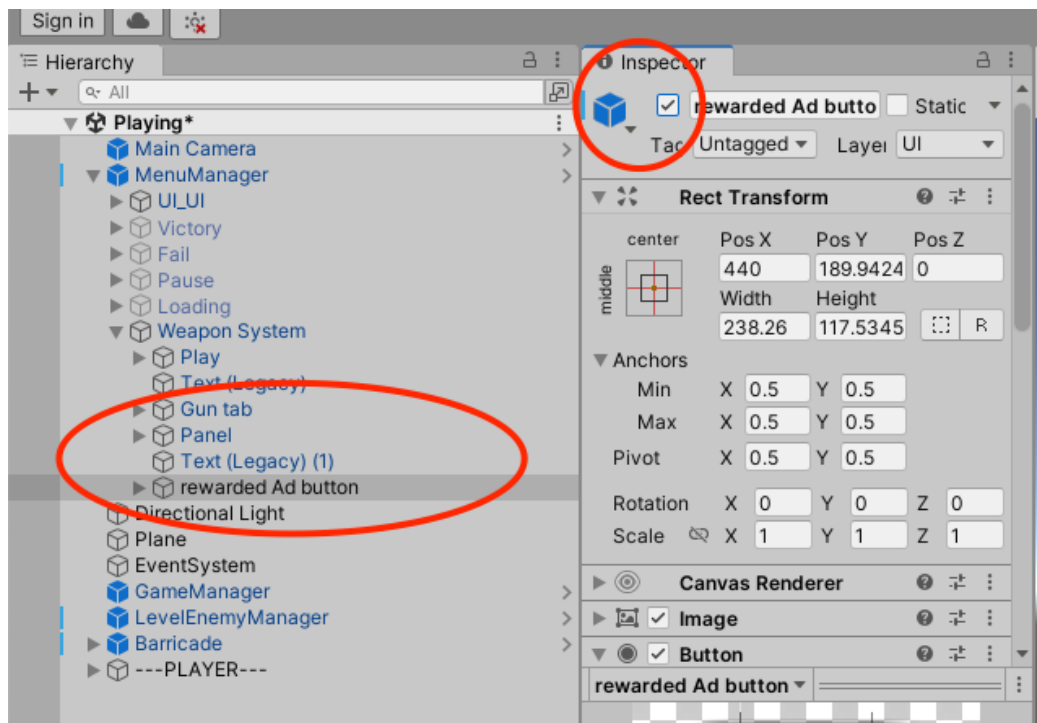 Sign in
Hierarchy
All
Playing*
Main Camera
MenuManager
UI_UI
Victory
Fail
Pause
Loading
Weapon System
Play
Text (Legacy)
Gun tab
Panel
Text (Legacy) (1)
rewarded Ad button
Directional Light
Plane
EventSystem
GameManager
LevelEnemyManager
Barricade
---PLAYER---
Inspector
rewarded Ad butto Static
Tag Untagged Layer UI
Rect Transform
center Pos X Pos Y Pos Z
middle 440 189.9424 0
Width Height
238.26 117.5345 R
Anchors
Min X 0.5 Y 0.5
Max X 0.5 Y 0.5
Pivot X 0.5 Y 0.5
Rotation X 0 Y 0 Z 0
Scale X 1 Y 1 Z 1
Canvas Renderer
Image
Button
rewarded Ad button